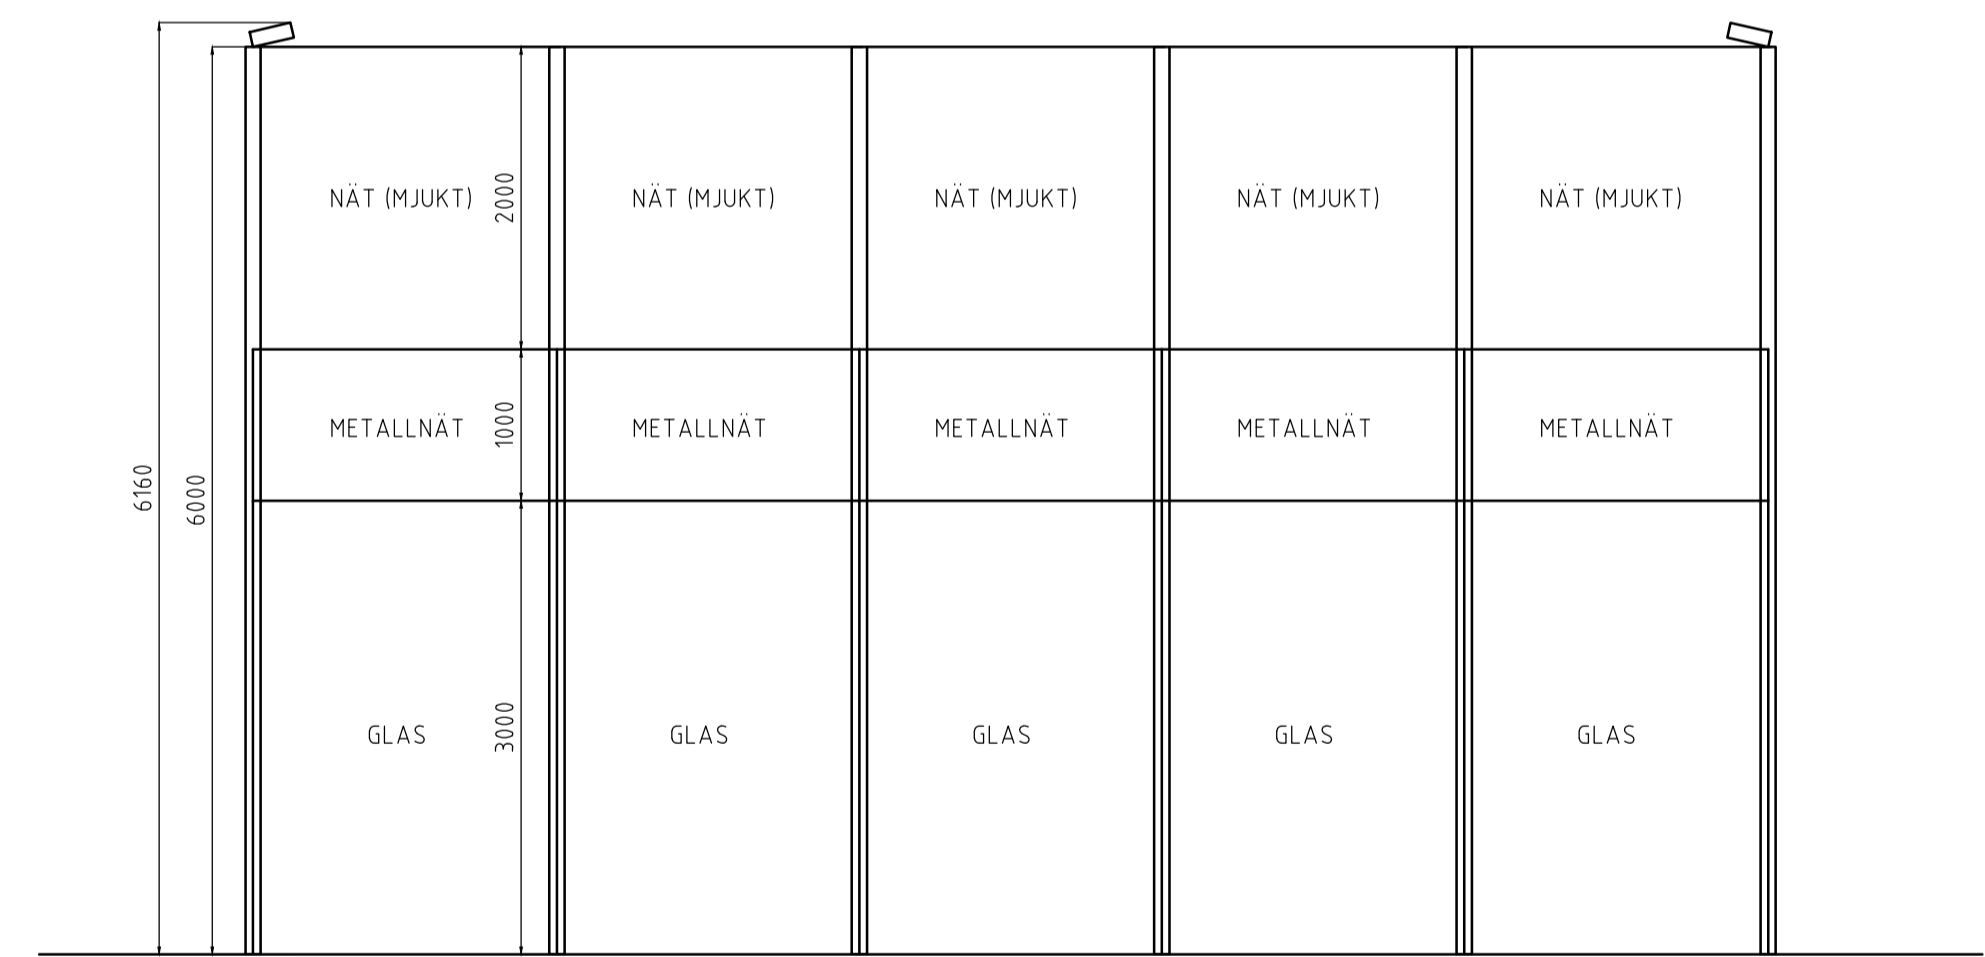 NÄT (MJUKT) 2000 NÄT (MJUKT) NÄT (MJUKT) NÄT (MJUKT) NÄT (MJUKT)
METALLNÄT 1000 METALLNÄT METALLNÄT METALLNÄT METALLNÄT
6160 6000
GLAS 3000 GLAS GLAS GLAS GLAS